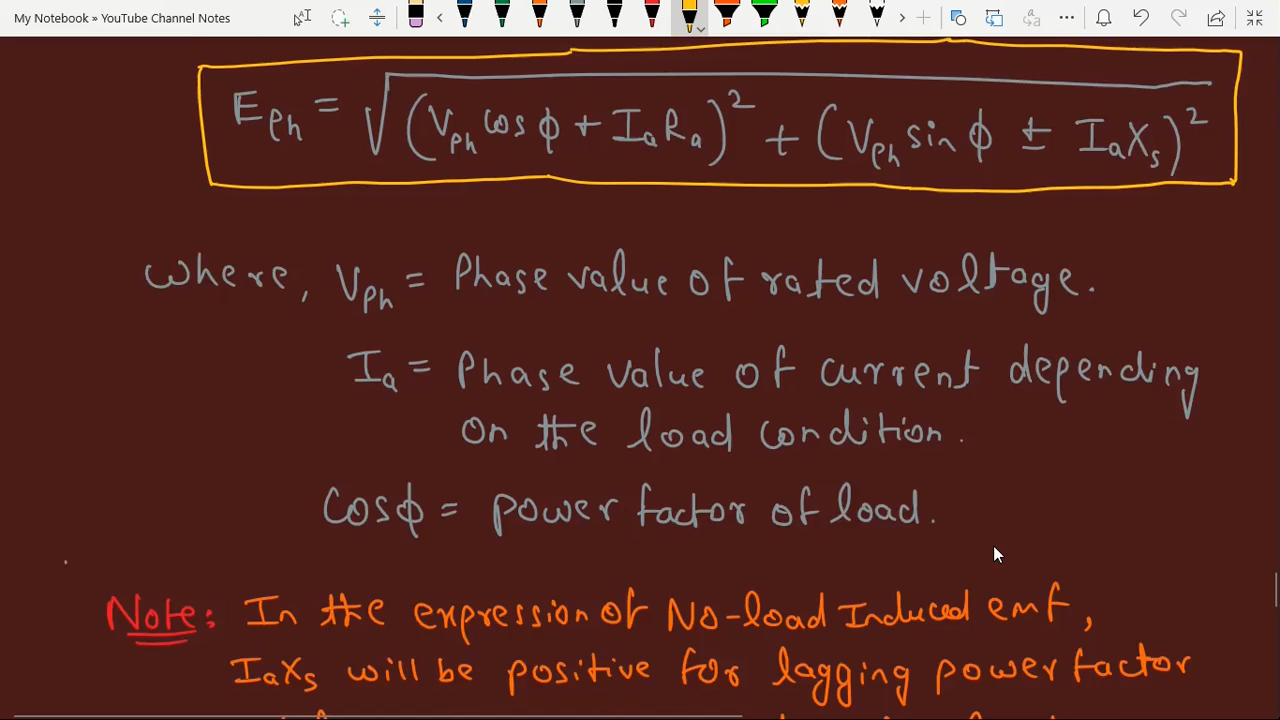 My Notebook » YouTube Channel Notes
Eph = √(Vph cos ϕ + IaRa)² + (Vph sin ϕ ± IaXs)²
where, Vph = Phase value of rated voltage.
Ia = Phase value of current depending
on the load condition.
Cosϕ = power factor of load.
Note: In the expression of No-load Induced emf,
IaXs will be positive for lagging power factor